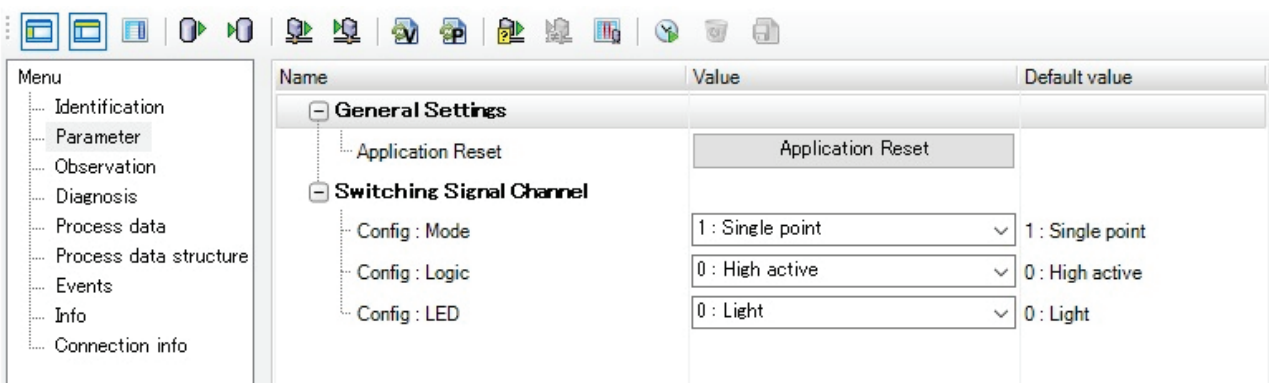 Menu
Identification
Parameter
Observation
Diagnosis
Process data
Process data structure
Events
Info
Connection info
Name Value Default value
General Settings
Application Reset Application Reset
Switching Signal Channel
Config : Mode 1 : Single point 1 : Single point
Config : Logic 0 : High active 0 : High active
Config : LED 0 : Light 0 : Light